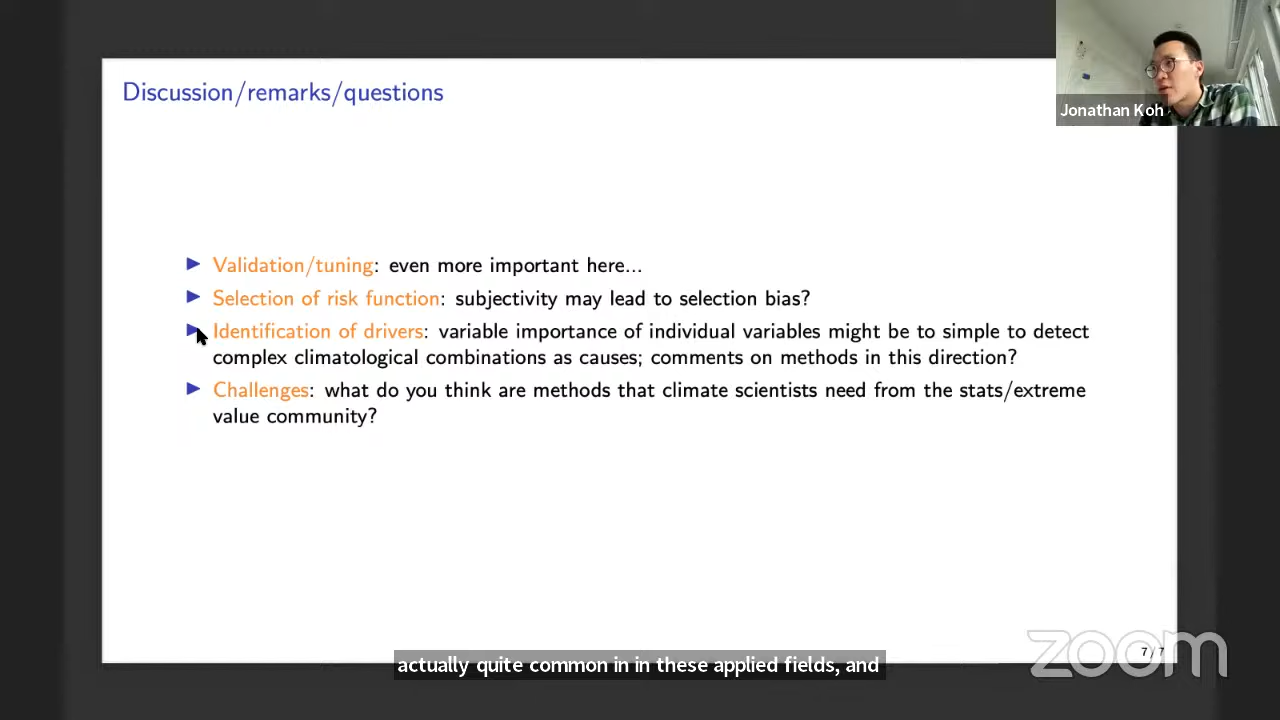 Discussion/remarks/questions
Jonathan Koh
Validation/tuning: even more important here...
Selection of risk function: subjectivity may lead to selection bias?
Identification of drivers: variable importance of individual variables might be to simple to detect
complex climatological combinations as causes; comments on methods in this direction?
Challenges: what do you think are methods that climate scientists need from the stats/extreme
value community?
actually quite common in in these applied fields, and
7/7
zoom